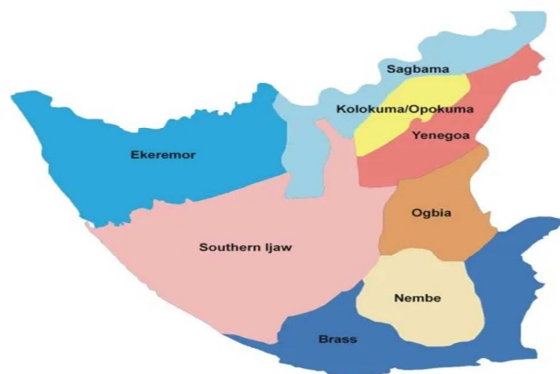 Sagbama
Kolokuma/Opokuma
Yenegoa
Ekeremor
Ogbia
Southern Ijaw
Nembe
Brass